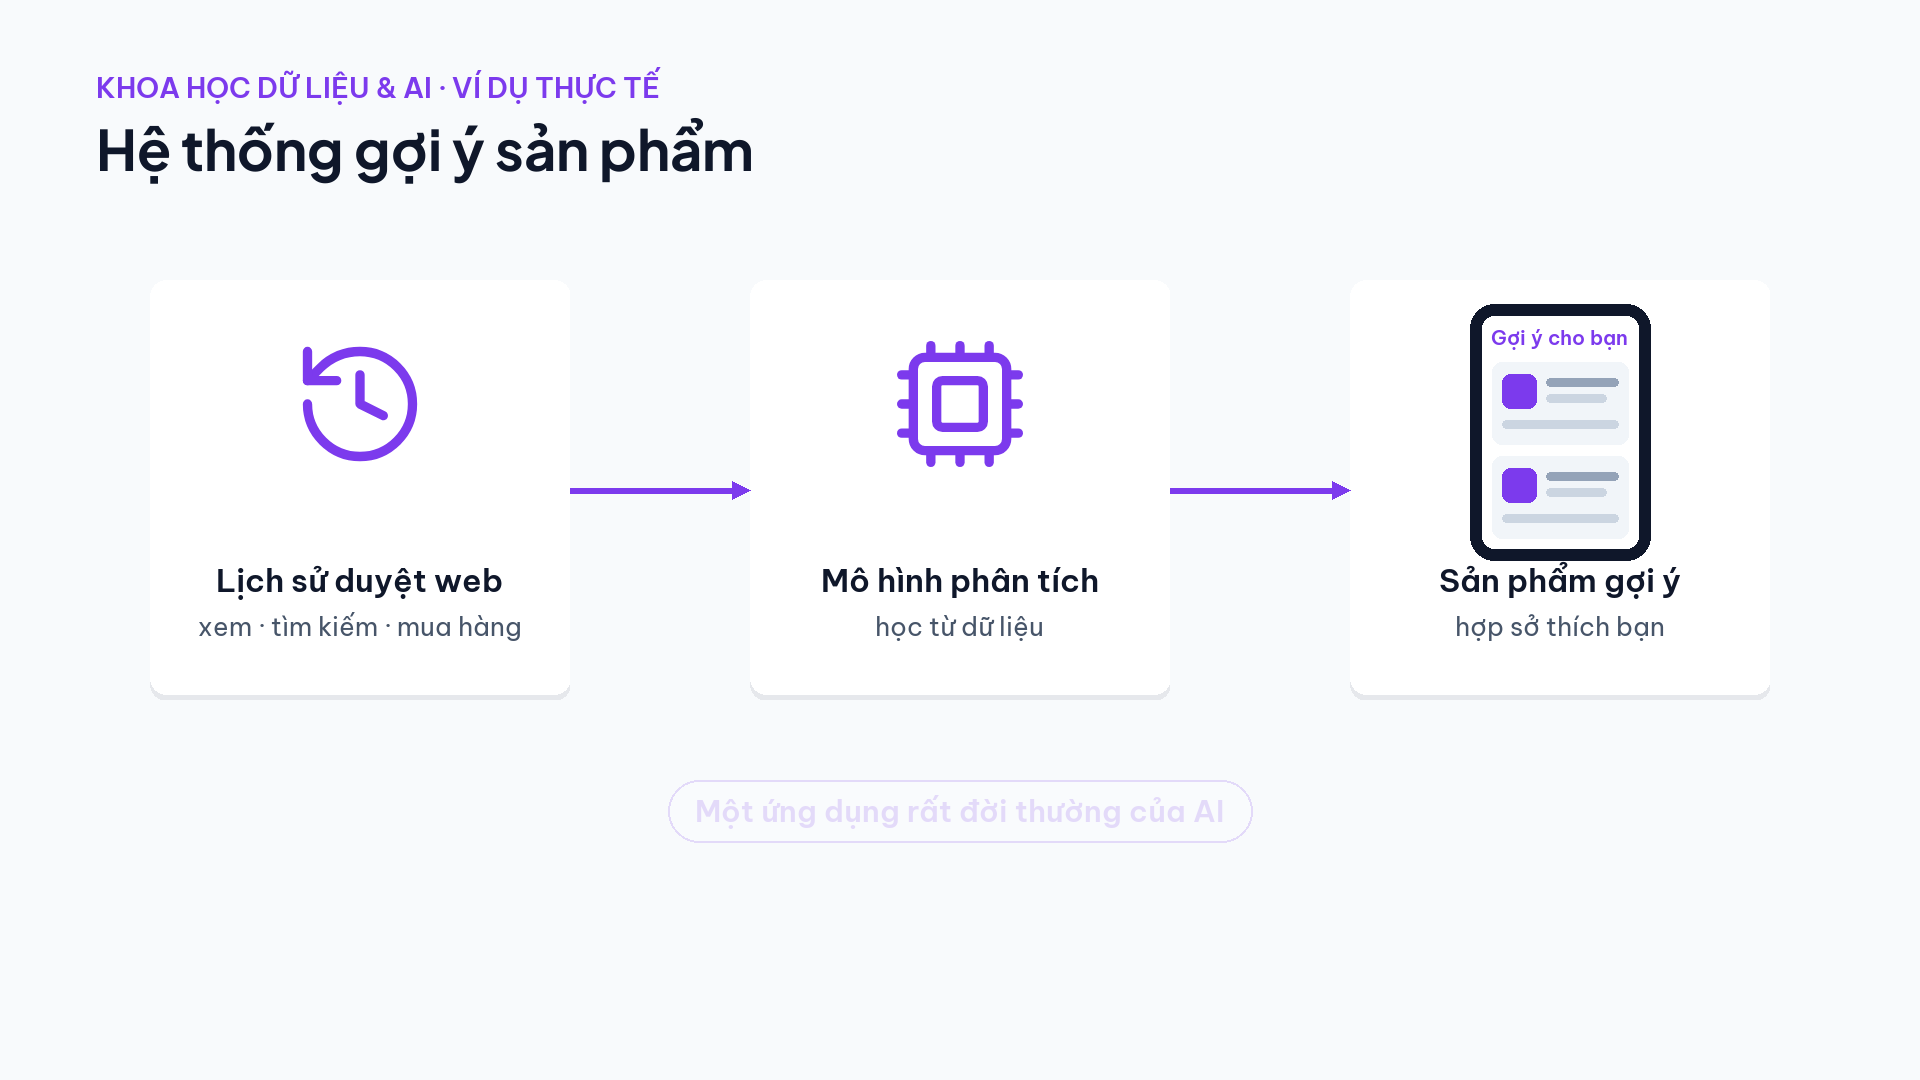 KHOA HỌC DỮ LIỆU & AI · VÍ DỤ THỰC TẾ
Hệ thống gợi ý sản phẩm
Lịch sử duyệt web
xem · tìm kiếm · mua hàng
Mô hình phân tích
học từ dữ liệu
Gợi ý cho bạn
Sản phẩm gợi ý
hợp sở thích bạn
Một ứng dụng rất đời thường của AI